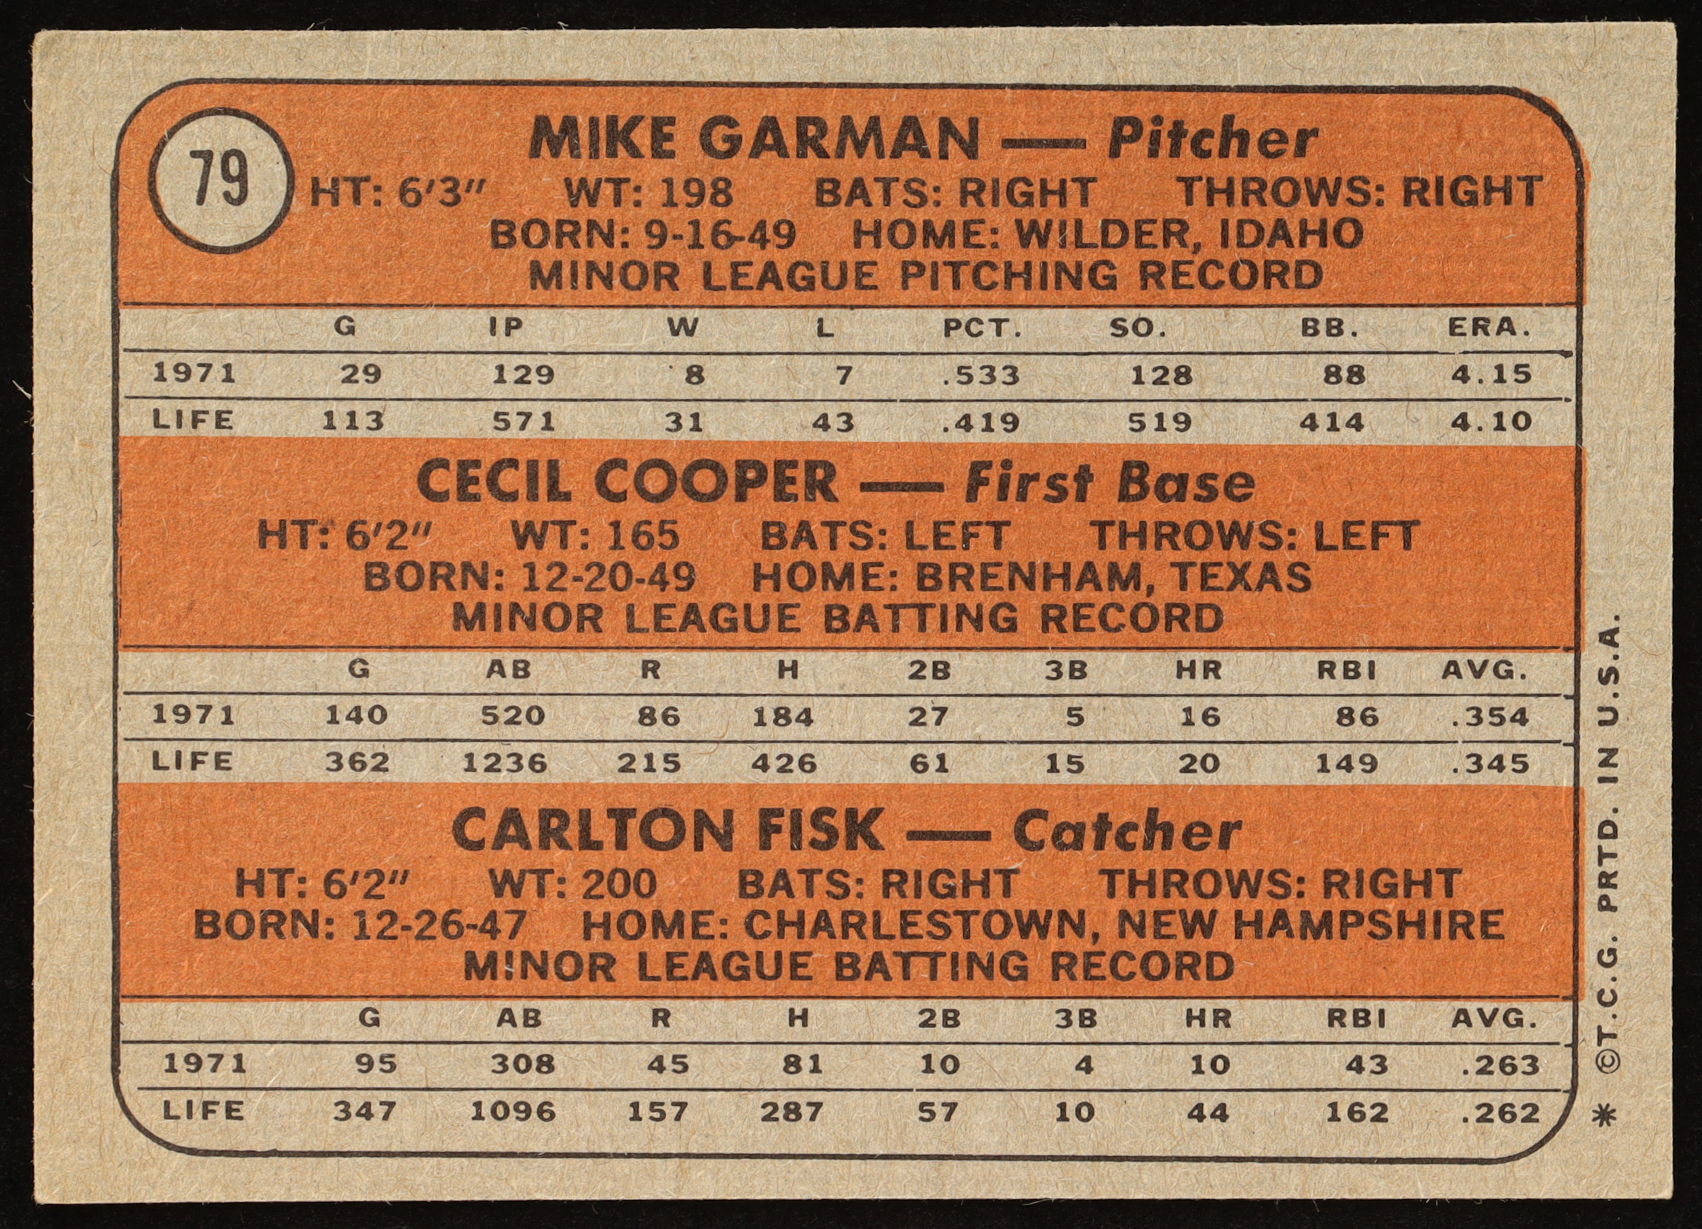 79
MIKE GARMAN — Pitcher
HT: 6'3" WT: 198 BATS: RIGHT THROWS: RIGHT
BORN: 9-16-49 HOME: WILDER, IDAHO
MINOR LEAGUE PITCHING RECORD
G IP W L PCT. SO. BB. ERA.
1971 29 129 8 7 .533 128 88 4.15
LIFE 113 571 31 43 .419 519 414 4.10
CECIL COOPER — First Base
HT: 6'2" WT: 165 BATS: LEFT THROWS: LEFT
BORN: 12-20-49 HOME: BRENHAM, TEXAS
MINOR LEAGUE BATTING RECORD
G AB R H 2B 3B HR RBI AVG.
1971 140 520 86 184 27 5 16 86 .354
LIFE 362 1236 215 426 61 15 20 149 .345
CARLTON FISK — Catcher
HT: 6'2" WT: 200 BATS: RIGHT THROWS: RIGHT
BORN: 12-26-47 HOME: CHARLESTOWN, NEW HAMPSHIRE
MINOR LEAGUE BATTING RECORD
G AB R H 2B 3B HR RBI AVG.
1971 95 308 45 81 10 4 10 43 .263
LIFE 347 1096 157 287 57 10 44 162 .262
* ©T.C.G. PRTD. IN U.S.A.